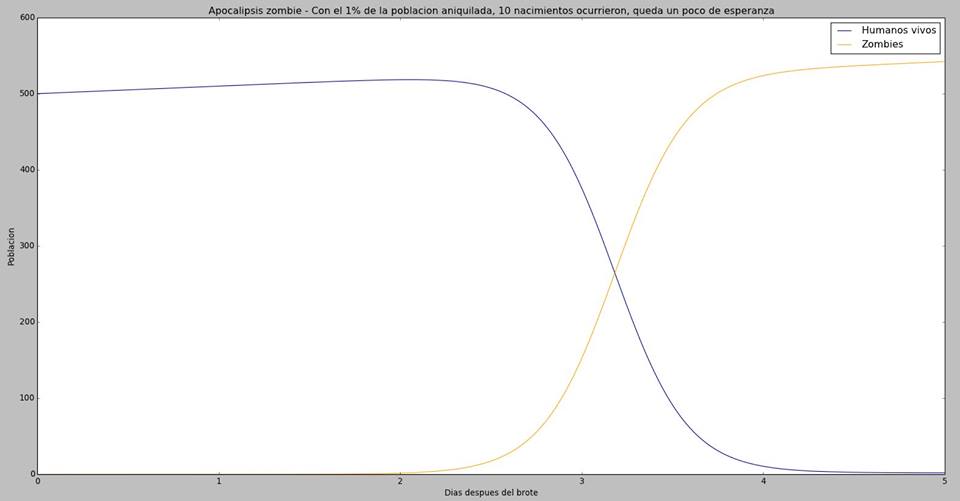 Apocalipsis zombie - Con el 1% de la poblacion aniquilada, 10 nacimientos ocurrieron, queda un poco de esperanza
Humanos vivos
Zombies
600
500
400
300
200
100
0
Poblacion
0 1 2 3 4 5
Dias despues del brote